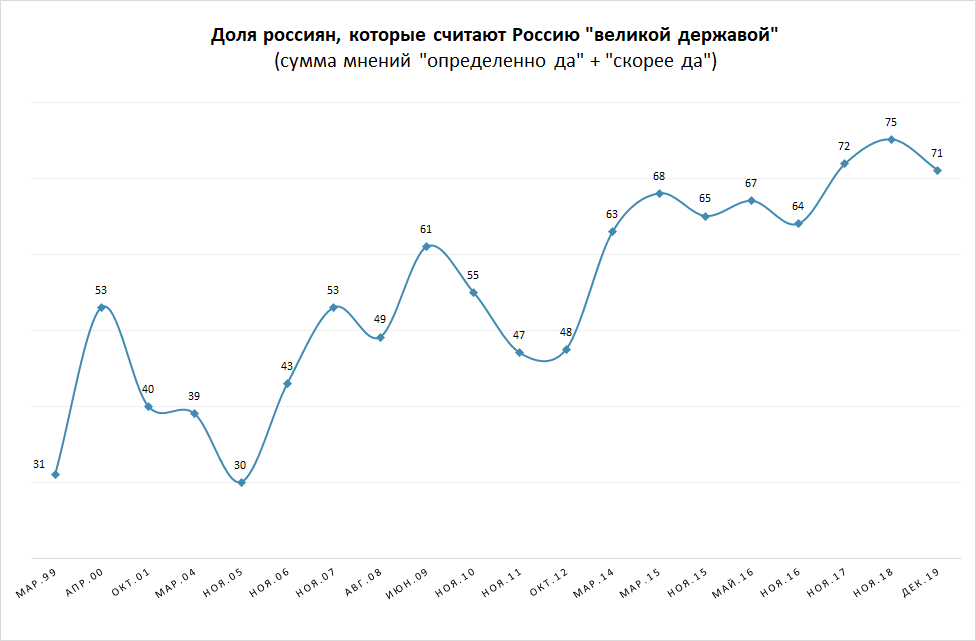 Доля россиян, которые считают Россию "великой державой"
(сумма мнений "определенно да" + "скорее да")
31
53
40
39
30
43
53
49
61
55
47
48
63
68
65
67
64
72
75
71
МАР.99
АПР.00
ОКТ.01
МАР.04
НОЯ.05
НОЯ.06
НОЯ.07
АВГ.08
ИЮН.09
НОЯ.10
НОЯ.11
ОКТ.12
МАР.14
МАР.15
НОЯ.15
МАЙ.16
НОЯ.16
НОЯ.17
НОЯ.18
ДЕК.19